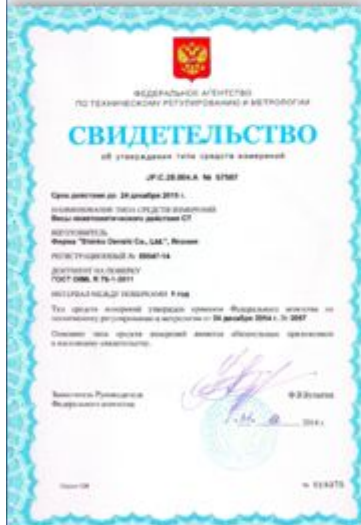 ФЕДЕРАЛЬНОЕ АГЕНТСТВО
ПО ТЕХНИЧЕСКОМУ РЕГУЛИРОВАНИЮ И МЕТРОЛОГИИ
СВИДЕТЕЛЬСТВО
об утверждении типа средств измерений
JP.C.28.004.A №
Срок действия до 24 декабря
НАИМЕНОВАНИЕ ТИПА СРЕДСТВ ИЗМЕРЕНИЙ
Весы неавтоматического действия
ИЗГОТОВИТЕЛЬ
Фирма "Shinko Denshi Co., Ltd.", Япония
РЕГИСТРАЦИОННЫЙ №
ДОКУМЕНТ НА ПОВЕРКУ
ГОСТ OIML R 76-1-2011
ИНТЕРВАЛ МЕЖДУ ПОВЕРКАМИ 1 год
Тип средств измерений утвержден приказом Федерального агентства по
техническому регулированию и метрологии от 24 декабря 2014 г. №
Описание типа средств измерений является обязательным приложением
к настоящему свидетельству.
Заместитель Руководителя
Федерального агентства
Ф.В.Булыгин
2014 г.